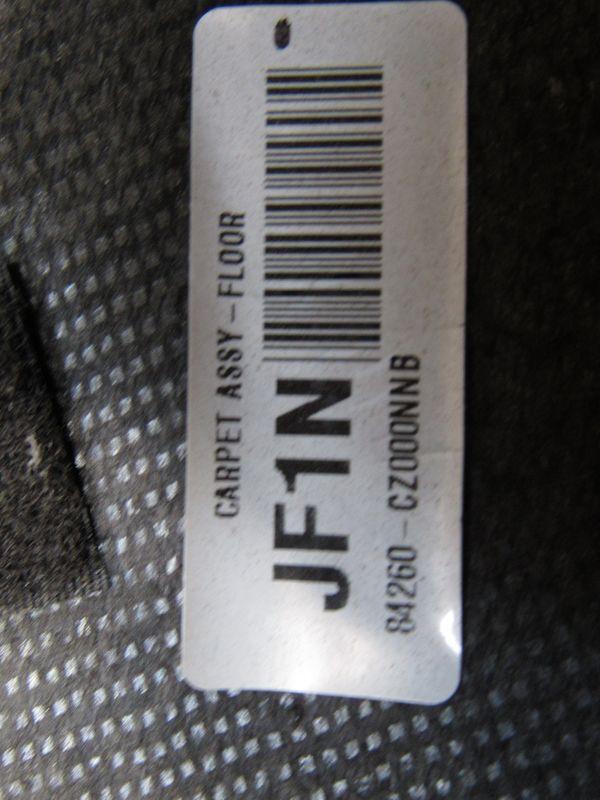 CARPET ASSY-FLOOR
JF1N
84260-CZ000NNB